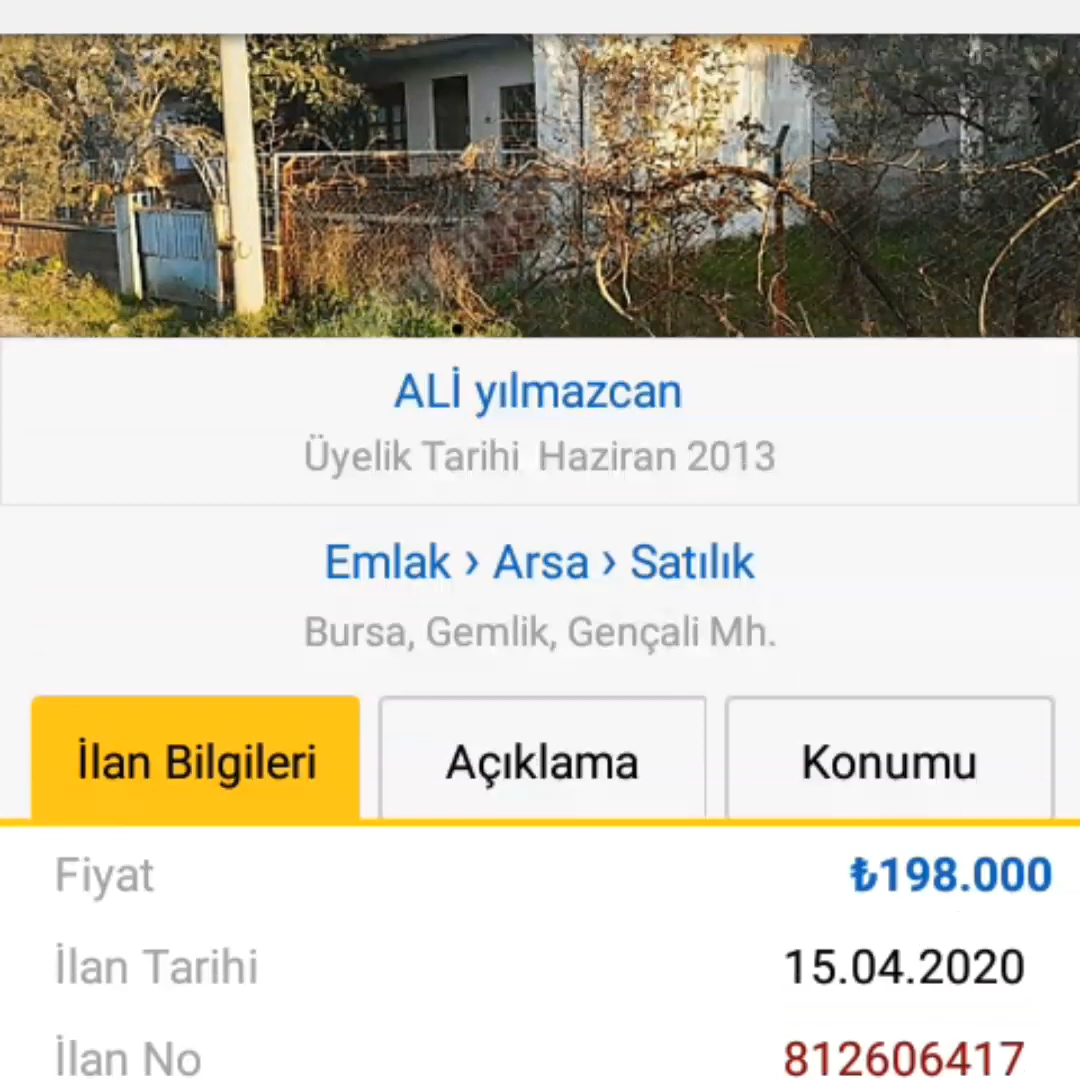 ALİ yılmazcan
Üyelik Tarihi Haziran 2013
Emlak › Arsa › Satılık
Bursa, Gemlik, Gençali Mh.
İlan Bilgileri
Açıklama
Konumu
Fiyat ₺198.000
İlan Tarihi 15.04.2020
İlan No 812606417